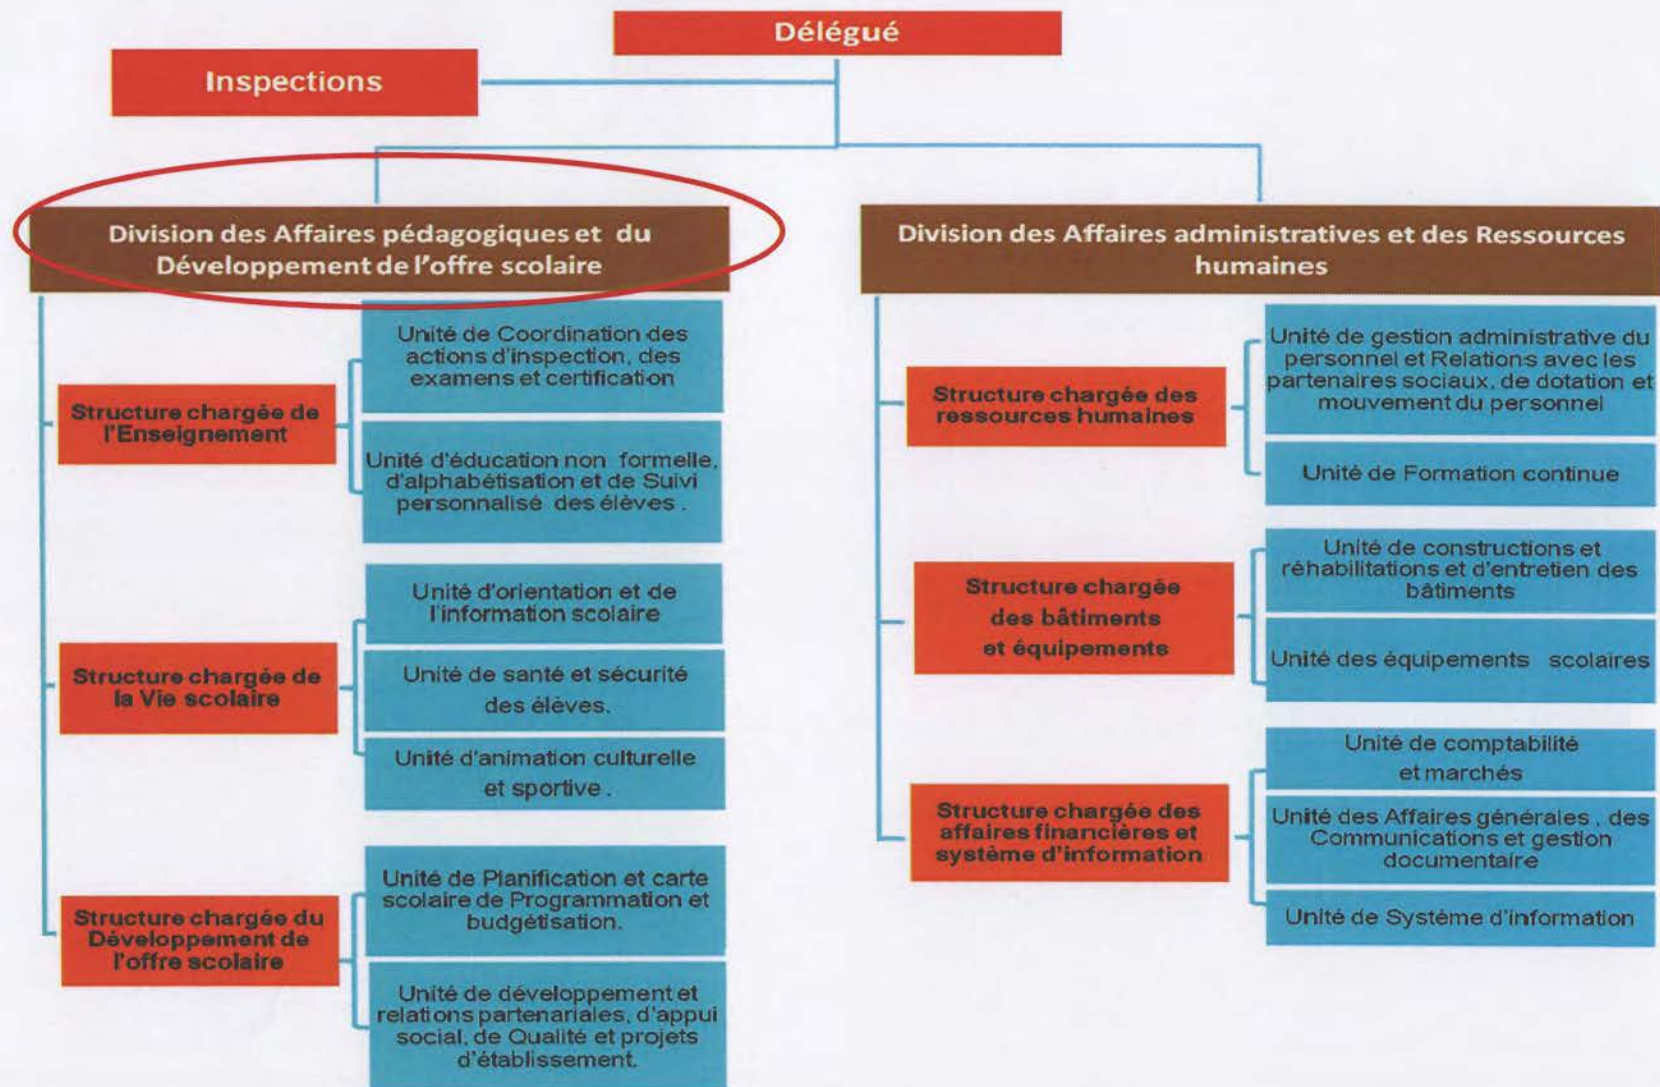 Délégué
Inspections
Division des Affaires pédagogiques et du
Développement de l'offre scolaire
Structure chargée de
l'Enseignement
Unité de Coordination des
actions d'inspection, des
examens et certification
Unité d'éducation non formelle,
d'alphabétisation et de Suivi
personnalisé des élèves .
Structure chargée de
la Vie scolaire
Unité d'orientation et de
l'information scolaire
Unité de santé et sécurité
des élèves.
Unité d'animation culturelle
et sportive .
Structure chargée du
Développement de
l'offre scolaire
Unité de Planification et carte
scolaire de Programmation et
budgétisation.
Unité de développement et
relations partenariales, d'appui
social, de Qualité et projets
d'établissement.
Division des Affaires administratives et des Ressources
humaines
Structure chargée des
ressources humaines
Unité de gestion administrative du
personnel et Relations avec les
partenaires sociaux, de dotation et
mouvement du personnel
Unité de Formation continue
Structure chargée
des bâtiments
et équipements
Unité de constructions et
réhabilitations et d'entretien des
bâtiments
Unité des équipements scolaires
Structure chargée des
affaires financières et
système d'information
Unité de comptabilité
et marchés
Unité des Affaires générales , des
Communications et gestion
documentaire
Unité de Système d'information